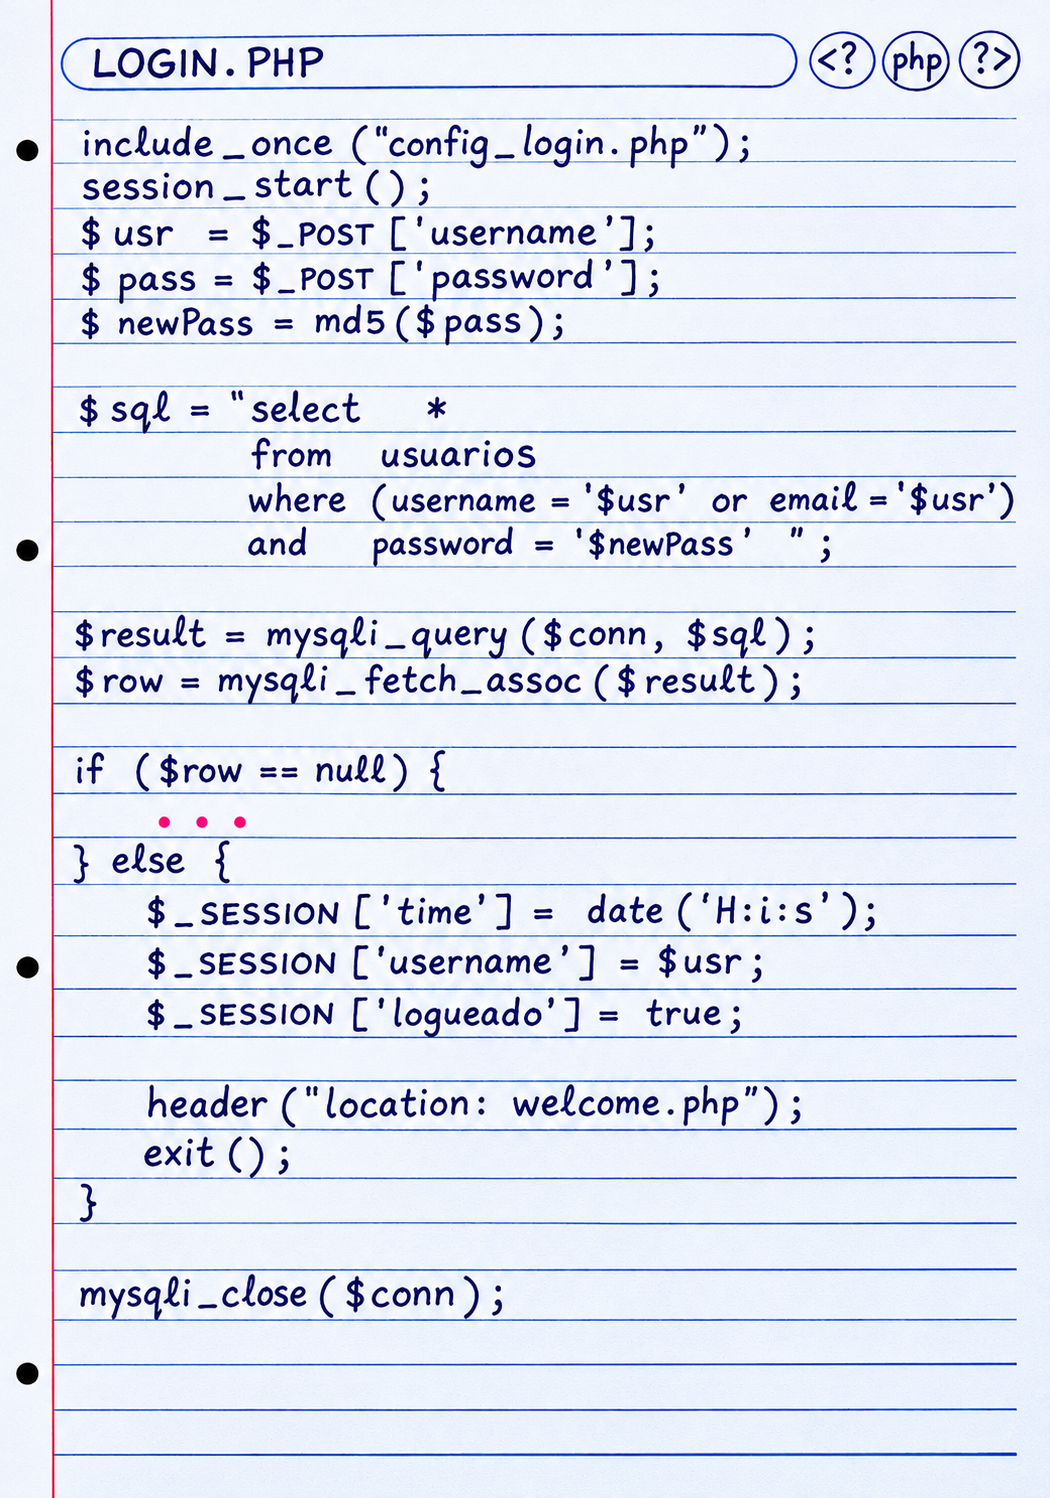 LOGIN.PHP <? php ?>
include_once ("config_login.php");
session_start();
$usr = $_POST['username'];
$pass = $_POST['password'];
$newPass = md5($pass);
$sql = "select *
from usuarios
where (username = '$usr' or email = '$usr')
and password = '$newPass' ";
$result = mysqli_query($conn, $sql);
$row = mysqli_fetch_assoc($result);
if ($row == null) {
...
} else {
$_SESSION['time'] = date('H:i:s');
$_SESSION['username'] = $usr;
$_SESSION['logueado'] = true;
header("location: welcome.php");
exit();
}
mysqli_close($conn);